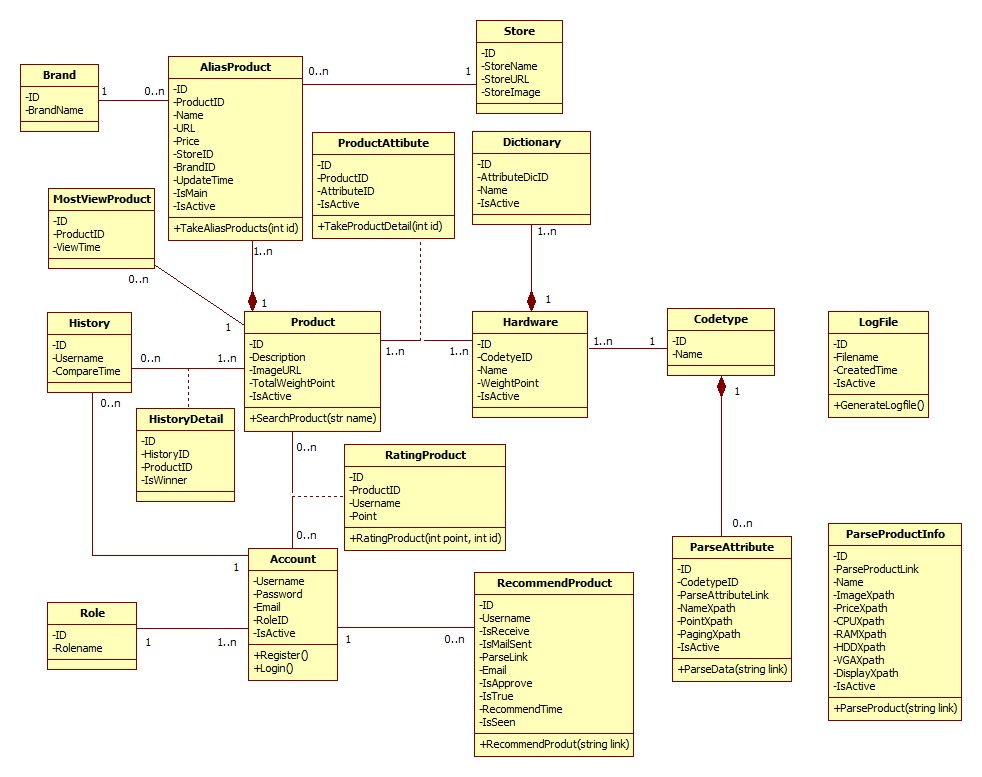 Store
-ID
-StoreName
-StoreURL
-StoreImage
Brand
-ID
-BrandName
1
0..n
AliasProduct
-ID
-ProductID
-Name
-URL
-Price
-StoreID
-BrandID
-UpdateTime
-IsMain
-IsActive
+TakeAliasProducts(int id)
0..n
1
ProductAttibute
-ID
-ProductID
-AttributeID
-IsActive
+TakeProductDetail(int id)
Dictionary
-ID
-AttributeDicID
-Name
-IsActive
1..n
1
MostViewProduct
-ID
-ProductID
-ViewTime
0..n
1
1..n
1
History
-ID
-Username
-CompareTime
0..n
1..n
0..n
Product
-ID
-Description
-ImageURL
-TotalWeightPoint
-IsActive
+SearchProduct(str name)
1..n
1..n
Hardware
-ID
-CodetyeID
-Name
-WeightPoint
-IsActive
1..n
1
Codetype
-ID
-Name
1
0..n
LogFile
-ID
-Filename
-CreatedTime
-IsActive
+GenerateLogfile()
HistoryDetail
-ID
-HistoryID
-ProductID
-IsWinner
0..n
0..n
RatingProduct
-ID
-ProductID
-Username
-Point
+RatingProduct(int point, int id)
1
Account
-Username
-Password
-Email
-RoleID
-IsActive
+Register()
+Login()
Role
-ID
-Rolename
1
1..n
1
0..n
RecommendProduct
-ID
-Username
-IsReceive
-IsMailSent
-ParseLink
-Email
-IsApprove
-IsTrue
-RecommendTime
-IsSeen
+RecommendProdut(string link)
ParseAttribute
-ID
-CodetypeID
-ParseAttributeLink
-NameXpath
-PointXpath
-PagingXpath
-IsActive
+ParseData(string link)
ParseProductInfo
-ID
-ParseProductLink
-Name
-ImageXpath
-PriceXpath
-CPUXpath
-RAMXpath
-HDDXpath
-VGAXpath
-DisplayXpath
-IsActive
+ParseProduct(string link)